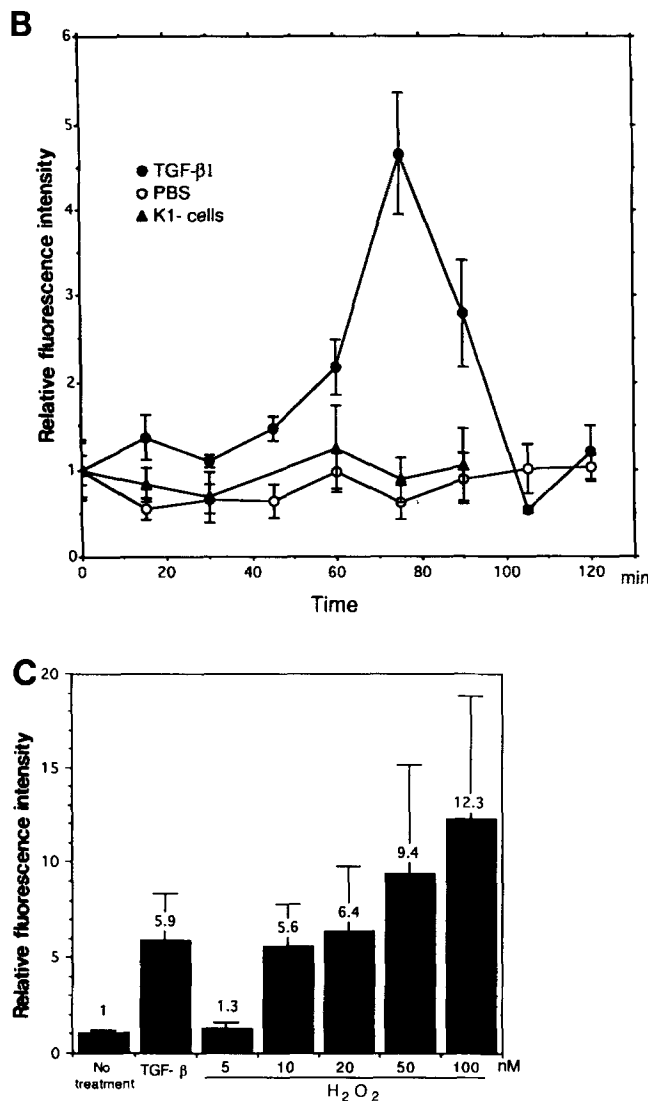 B
6
5
4
3
2
1
0
Relative fluorescence intensity
● TGF-β1
○ PBS
▲ K1- cells
0 20 40 60 80 100 120 min
Time
C
20
15
10
5
0
Relative fluorescence intensity
1
5.9
1.3
5.6
6.4
9.4
12.3
No treatment
TGF- β
5 10 20 50 100 nM
H2O2